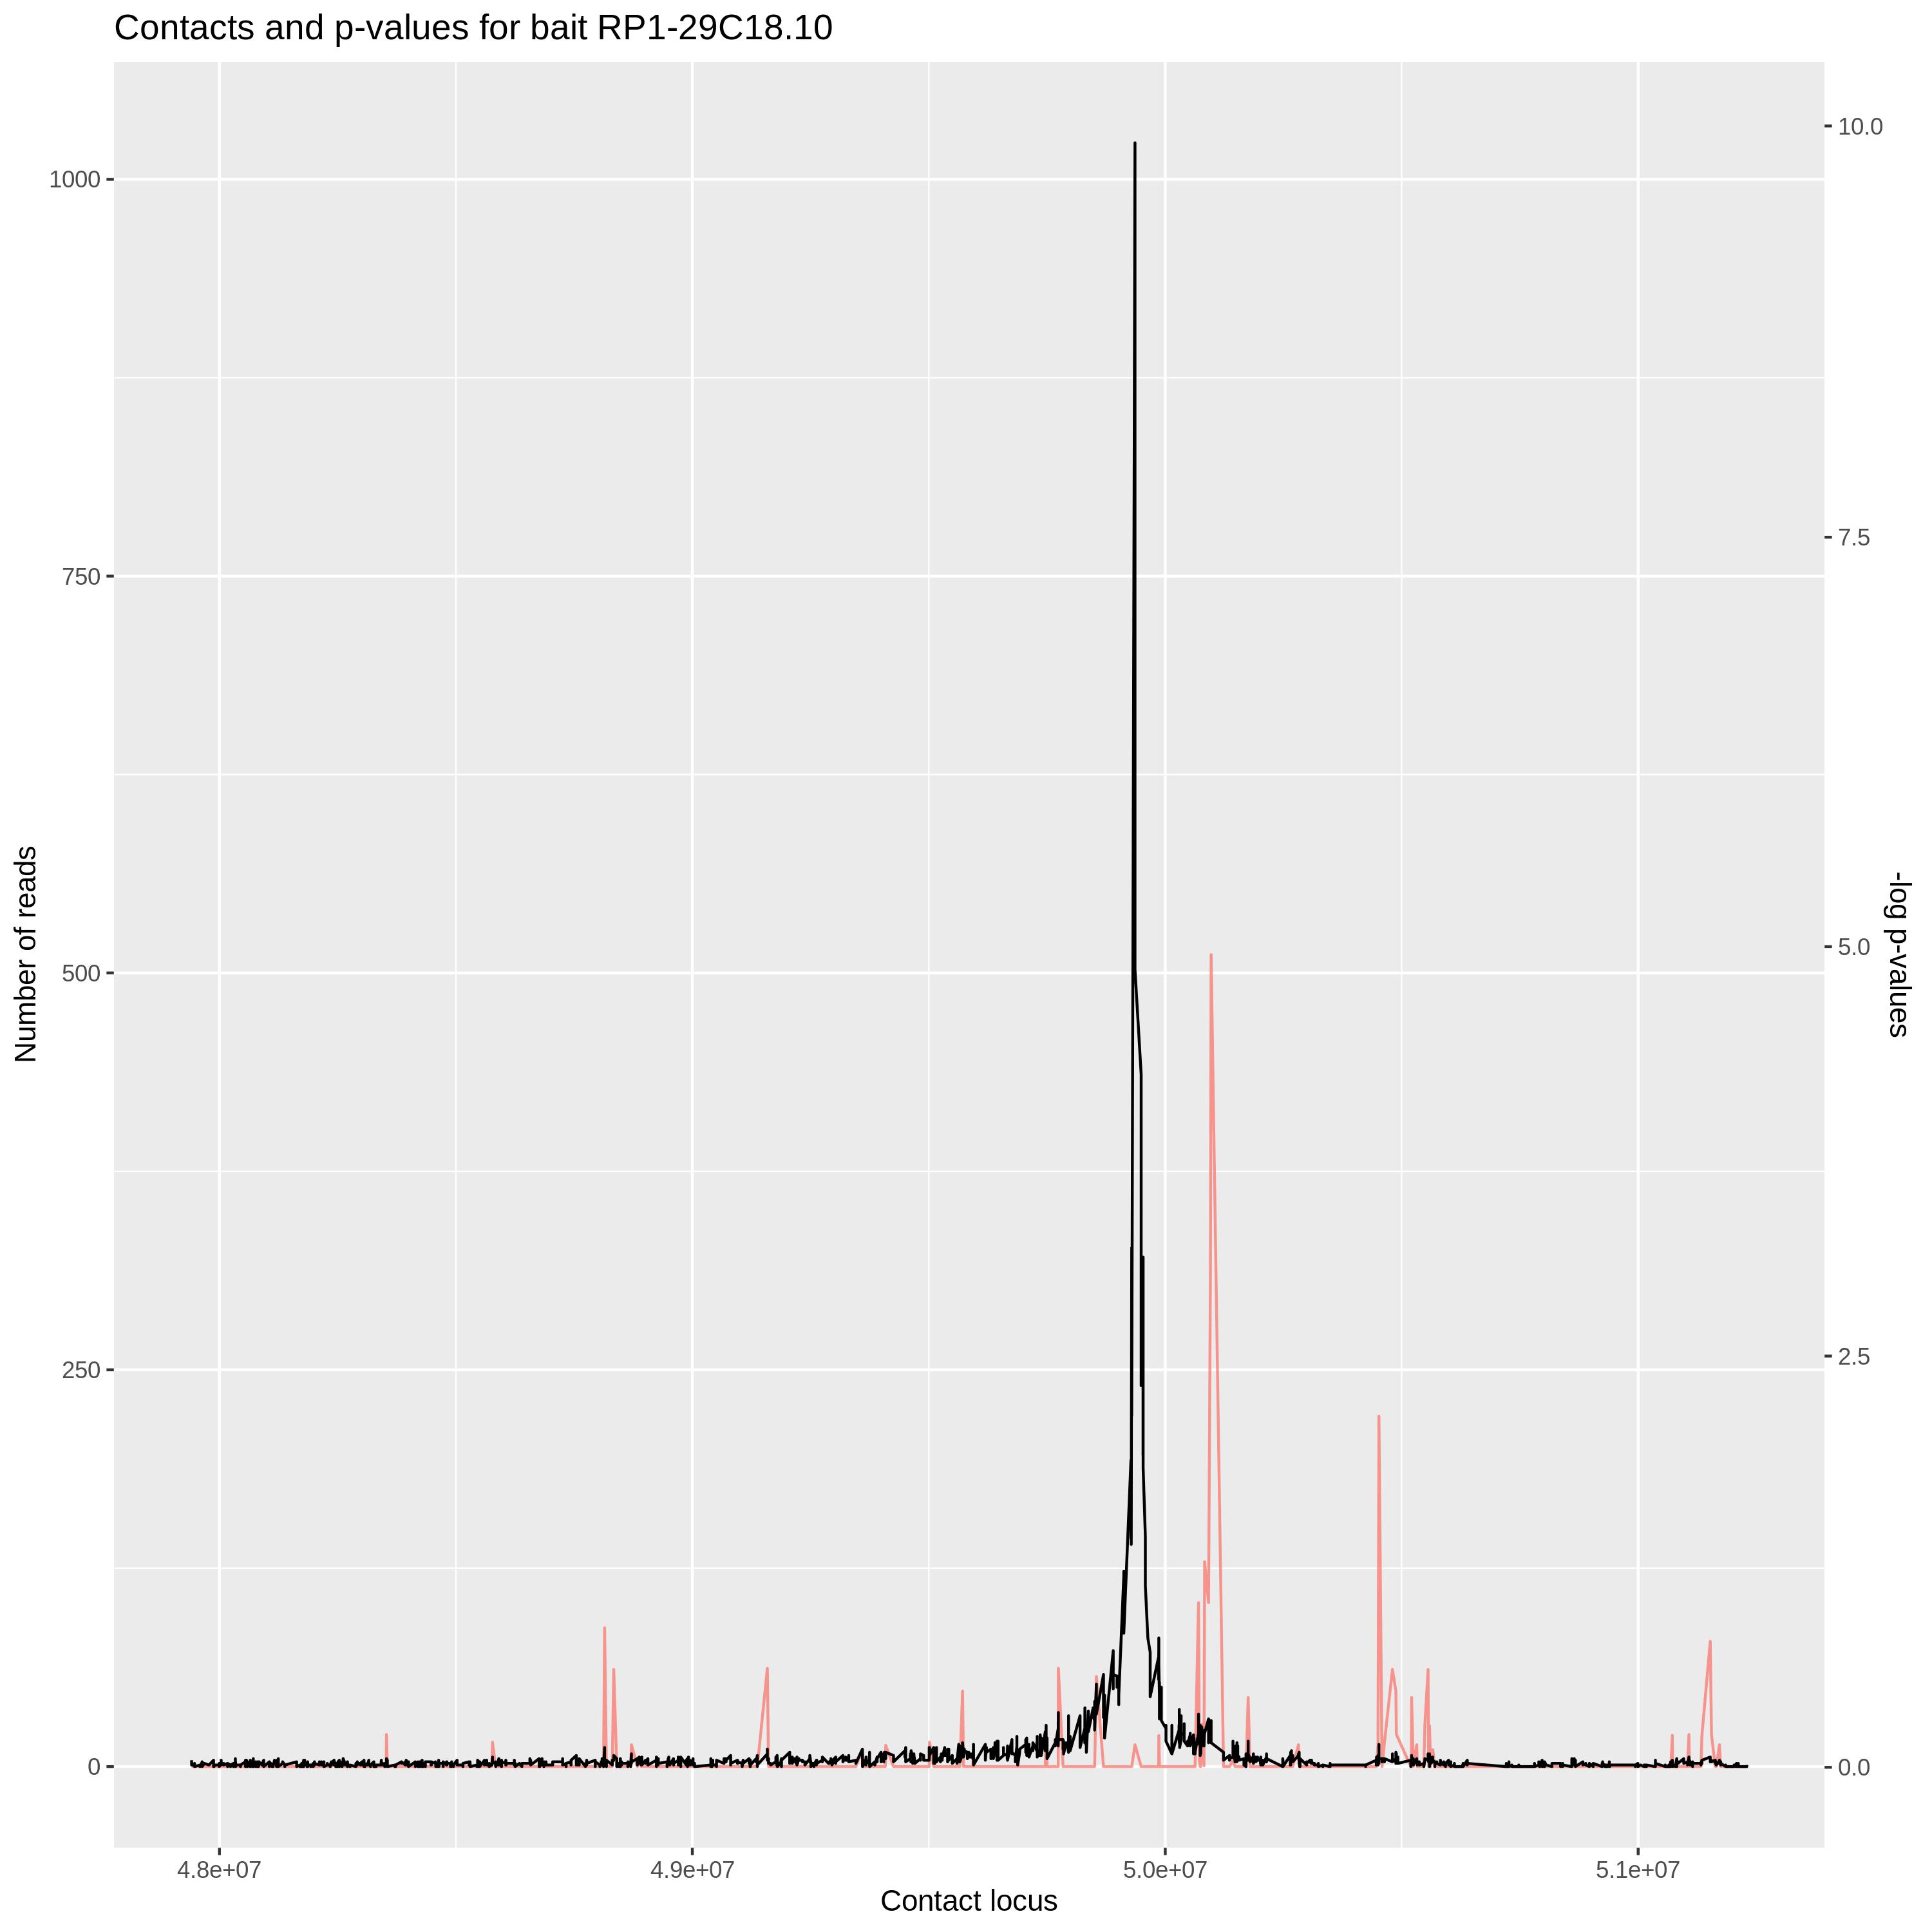 Contacts and p-values for bait RP1-29C18.10
1000
750
500
250
0
Number of reads
10.0
7.5
5.0
2.5
0.0
-log p-values
4.8e+07
4.9e+07
5.0e+07
5.1e+07
Contact locus